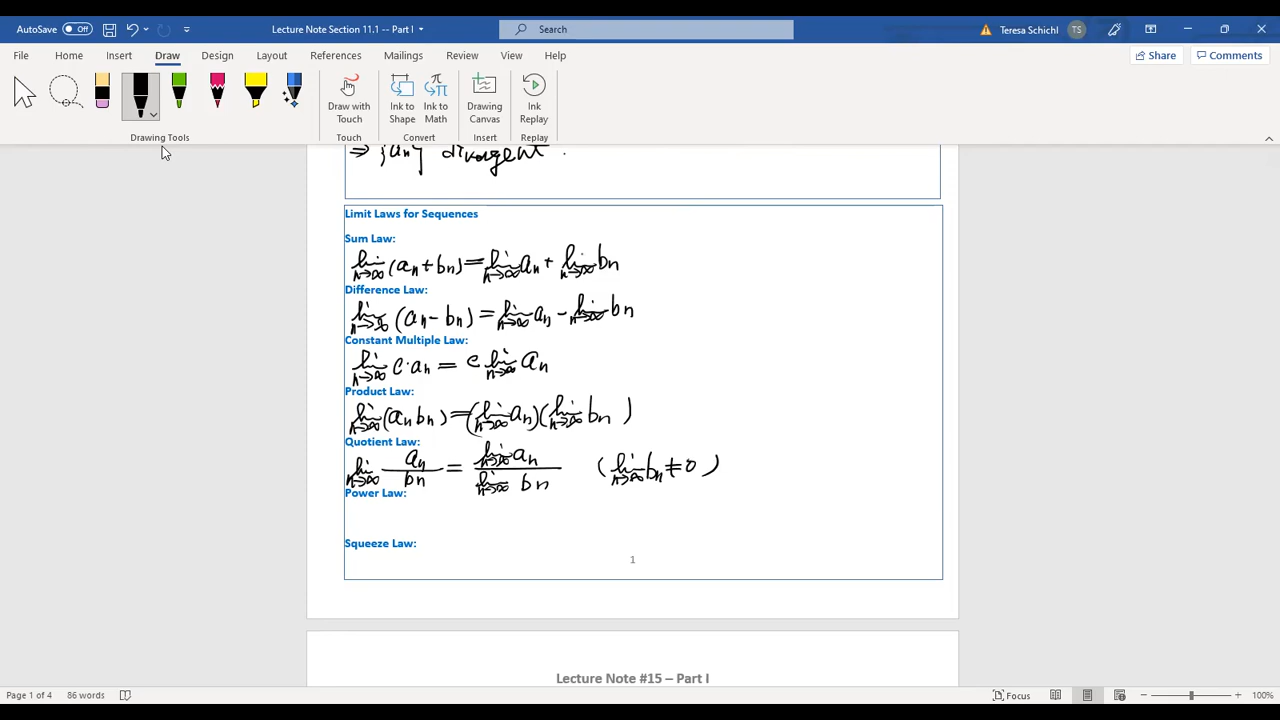 AutoSave Off Lecture Note Section 11.1 -- Part I Search Teresa Schichl TS
File Home Insert Draw Design Layout References Mailings Review View Help Share Comments
Draw with Touch Ink to Shape Ink to Math Drawing Canvas Ink Replay
Drawing Tools Touch Convert Insert Replay
⇒ {an} divergent .
Limit Laws for Sequences
Sum Law:
lim n→∞ (an + bn) = lim n→∞ an + lim n→∞ bn
Difference Law:
lim n→∞ (an − bn) = lim n→∞ an − lim n→∞ bn
Constant Multiple Law:
lim n→∞ c·an = c lim n→∞ an
Product Law:
lim n→∞ (an bn) = (lim n→∞ an)(lim n→∞ bn)
Quotient Law:
lim n→∞ an/bn = lim n→∞ an / lim n→∞ bn (lim n→∞ bn ≠ 0)
Power Law:
Squeeze Law:
1
Lecture Note #15 – Part I
Page 1 of 4 86 words Focus 100%